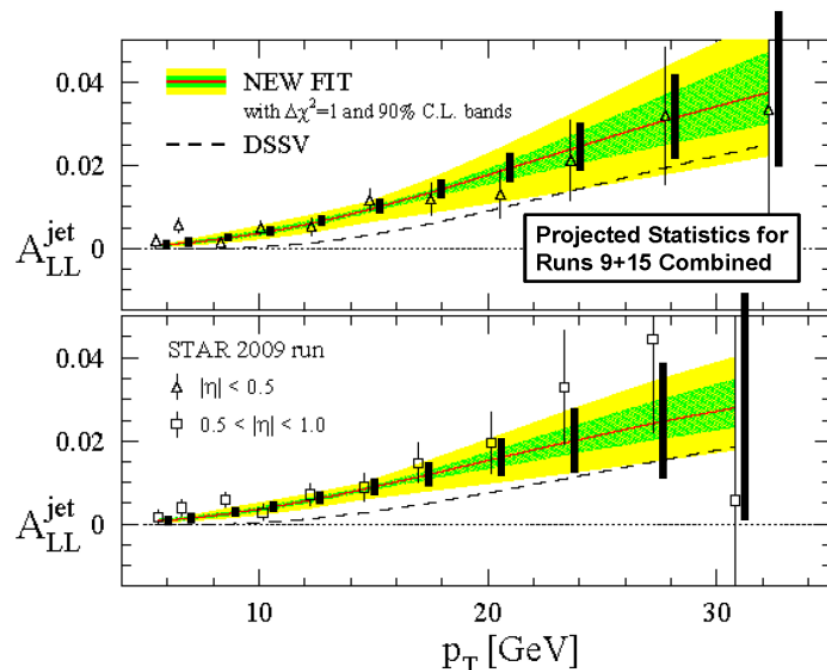 0.04
0.02
0
A_LL^jet
NEW FIT
with Δχ²=1 and 90% C.L. bands
DSSV
Projected Statistics for
Runs 9+15 Combined
0.04
0.02
0
A_LL^jet
STAR 2009 run
|η| < 0.5
0.5 < |η| < 1.0
10 20 30
p_T [GeV]